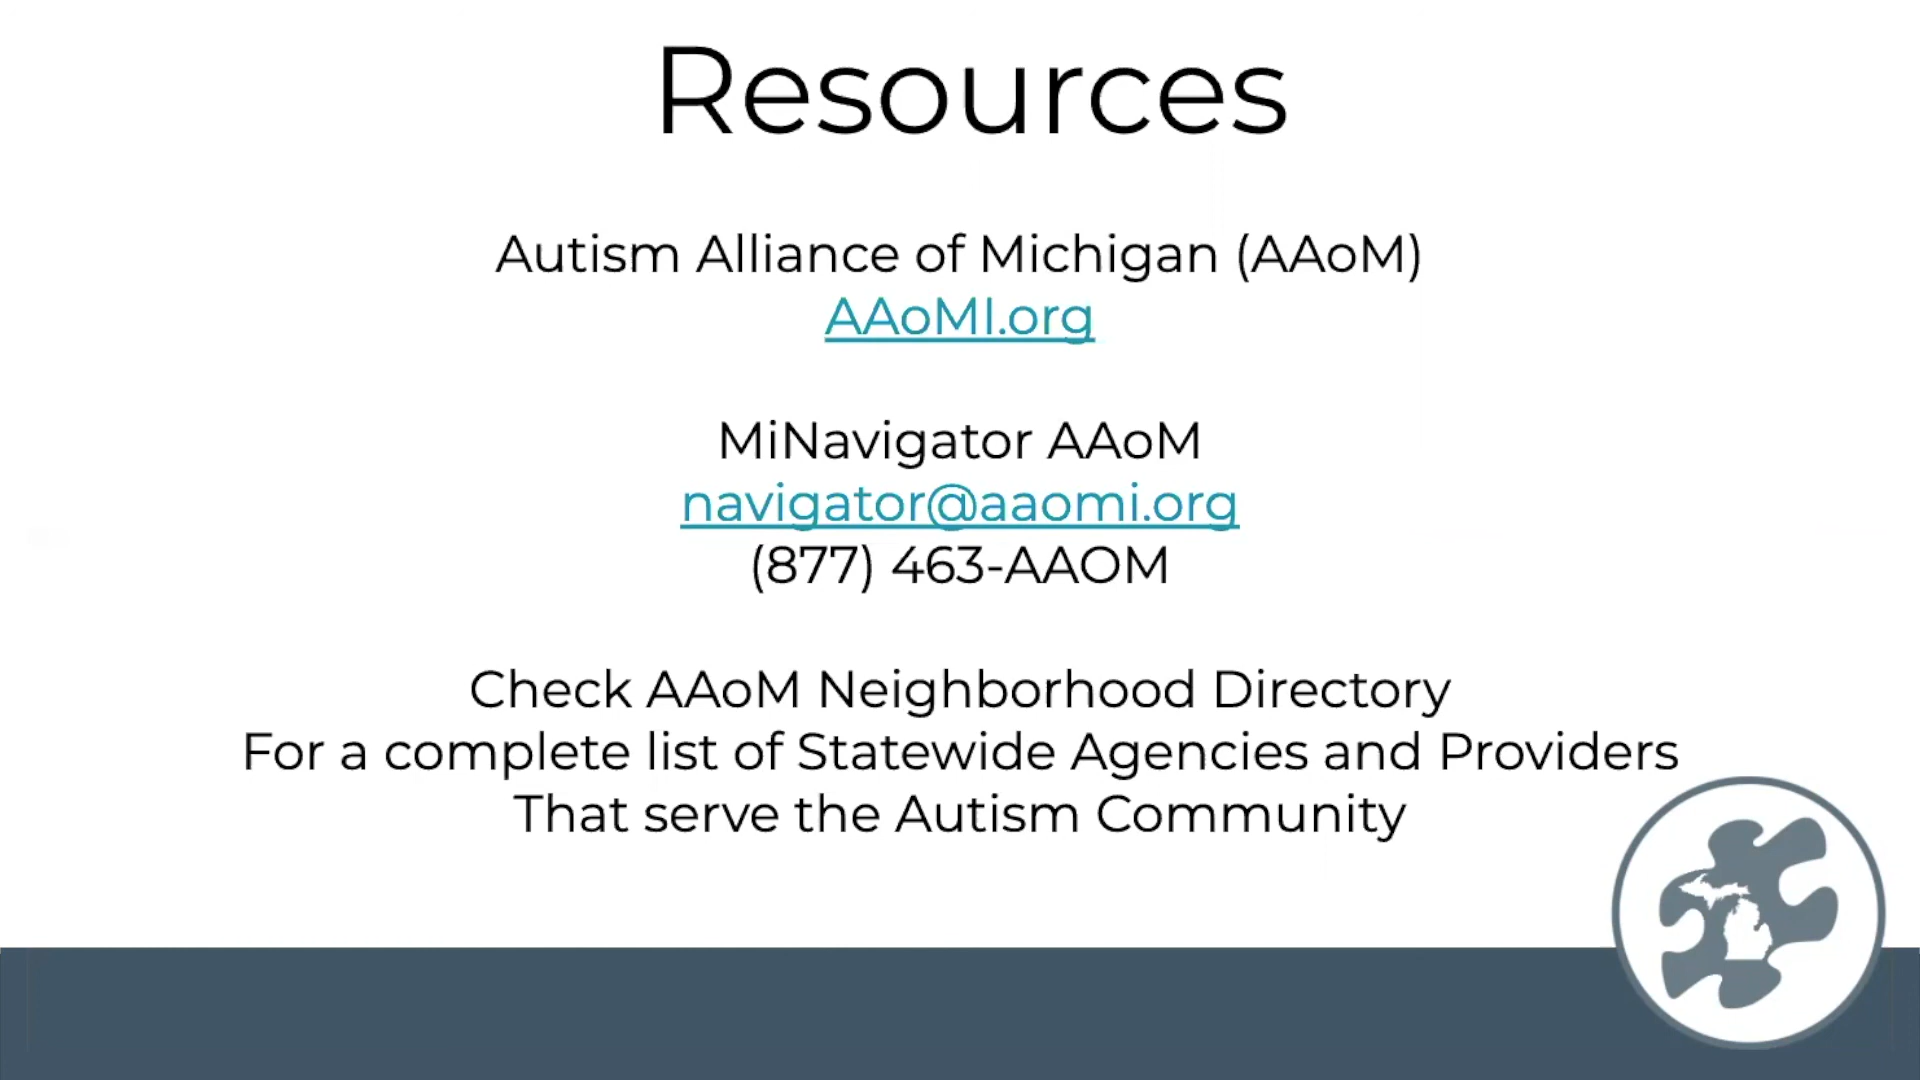 Resources
Autism Alliance of Michigan (AAoM)
AAoMI.org
MiNavigator AAoM
navigator@aaomi.org
(877) 463-AAOM
Check AAoM Neighborhood Directory
For a complete list of Statewide Agencies and Providers
That serve the Autism Community